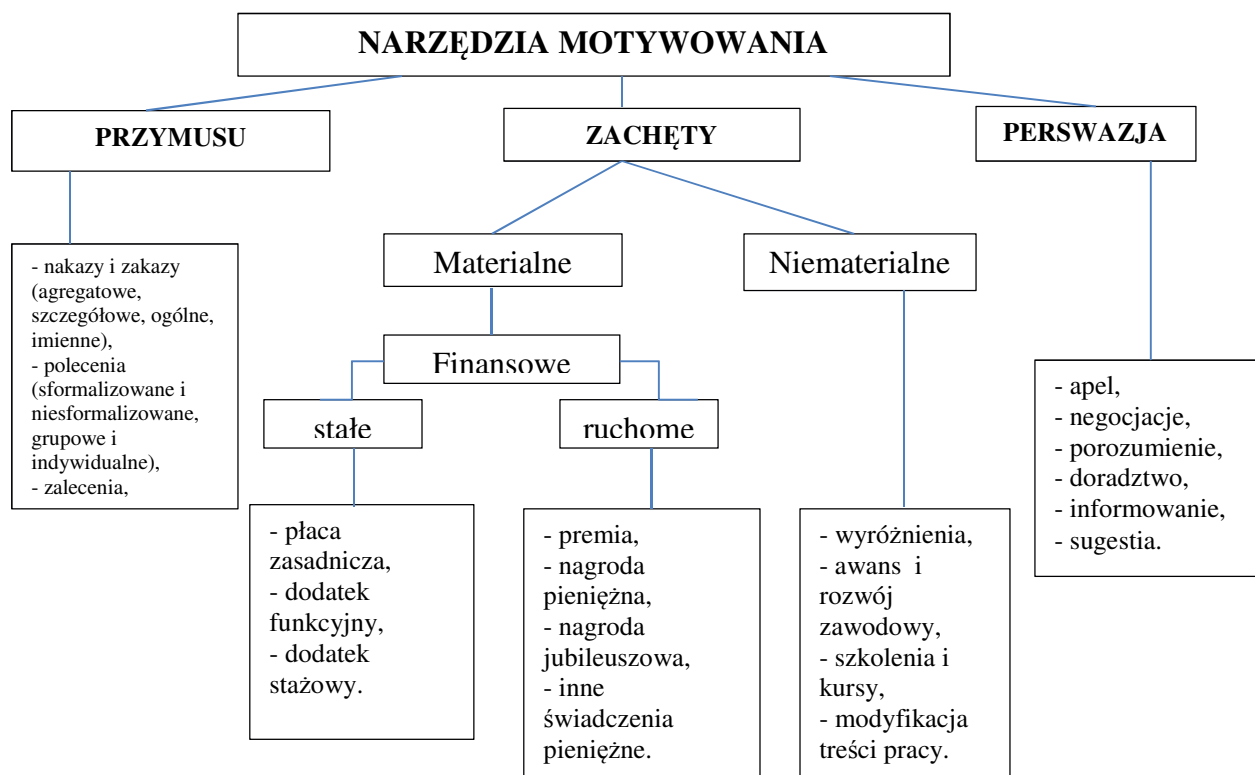 NARZĘDZIA MOTYWOWANIA
PRZYMUSU
ZACHĘTY
PERSWAZJA
- nakazy i zakazy
(agregatowe,
szczegółowe, ogólne,
imienne),
- polecenia
(sformalizowane i
niesformalizowane,
grupowe i
indywidualne),
- zalecenia,
Materialne
Niematerialne
Finansowe
stałe
ruchome
- płaca
zasadnicza,
- dodatek
funkcyjny,
- dodatek
stażowy.
- premia,
- nagroda
pieniężna,
- nagroda
jubileuszowa,
- inne
świadczenia
pieniężne.
- wyróżnienia,
- awans  i
rozwój
zawodowy,
- szkolenia i
kursy,
- modyfikacja
treści pracy.
- apel,
- negocjacje,
- porozumienie,
- doradztwo,
- informowanie,
- sugestia.